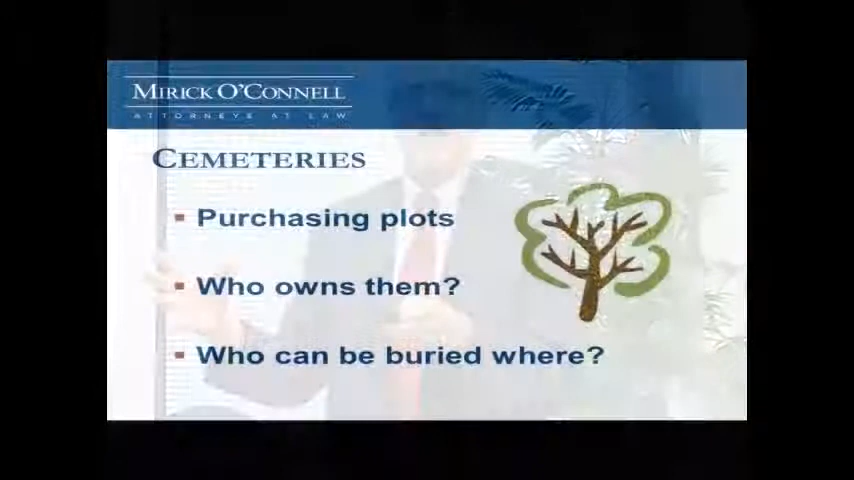 MIRICK O'CONNELL
ATTORNEYS AT LAW
CEMETERIES
▪ Purchasing plots
▪ Who owns them?
▪ Who can be buried where?